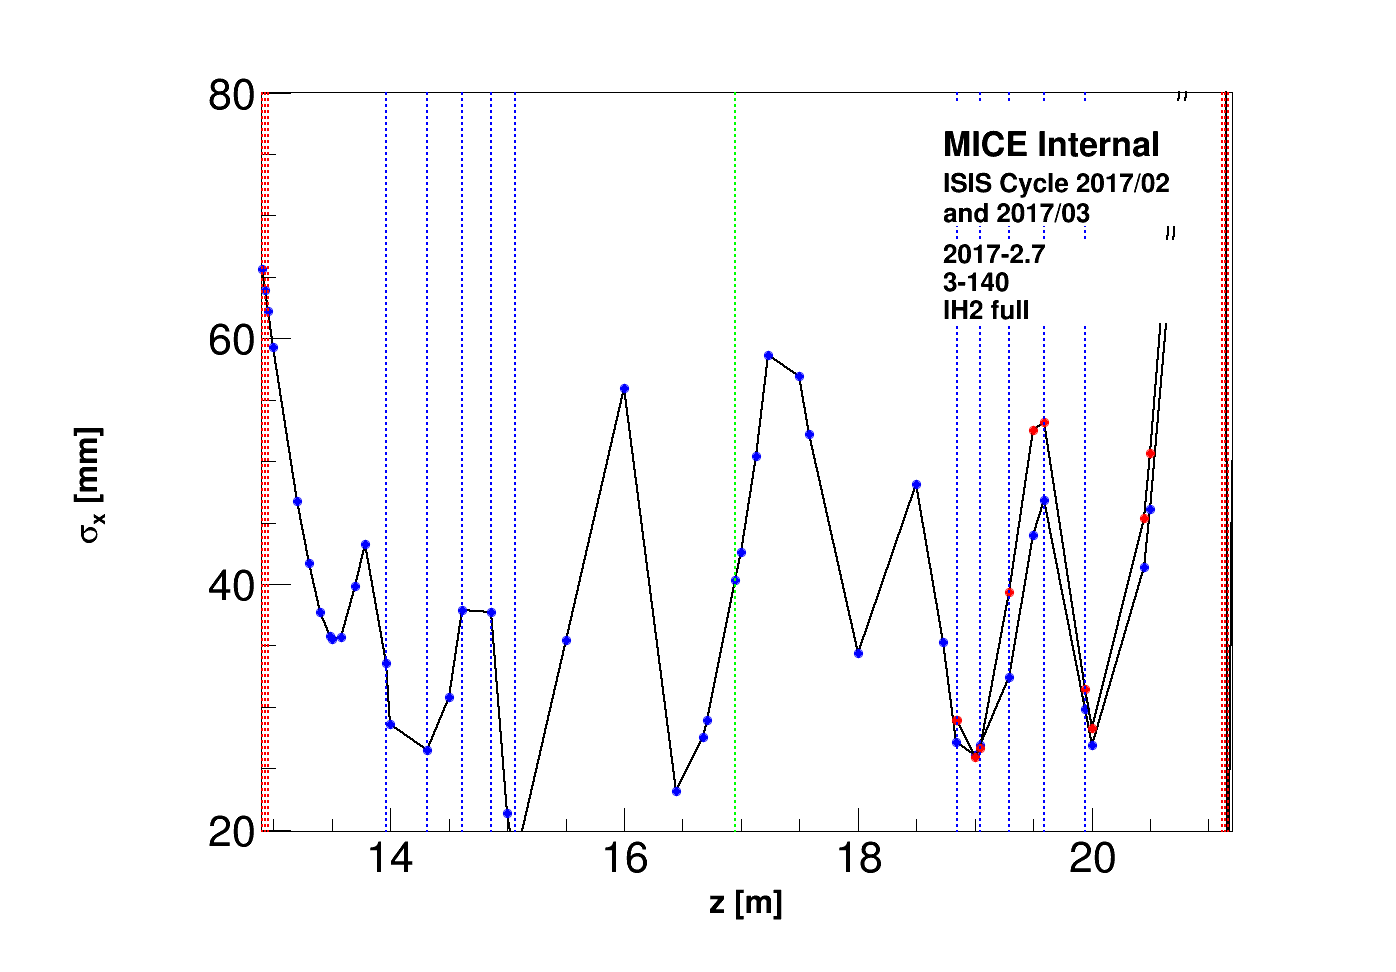 80
60
40
20
σx [mm]
MICE Internal
ISIS Cycle 2017/02
and 2017/03
2017-2.7
3-140
lH2 full
14 16 18 20
z [m]